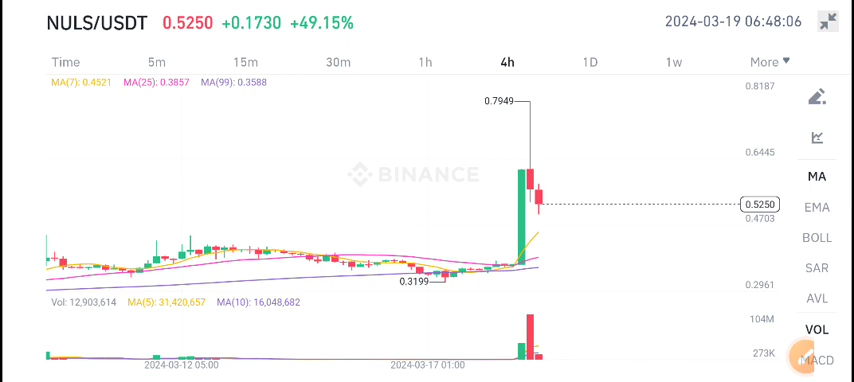 NULS/USDT 0.5250 +0.1730 +49.15% 2024-03-19 06:48:06
Time 5m 15m 30m 1h 4h 1D 1w More
MA(7): 0.4521 MA(25): 0.3857 MA(99): 0.3588
0.8187
0.7949
0.6445
BINANCE
MA
0.5250
EMA
0.4703
BOLL
SAR
0.3199
0.2961
AVL
Vol: 12,903,614 MA(5): 31,420,657 MA(10): 16,048,682
104M
VOL
273K
MACD
2024-03-12 05:00 2024-03-17 01:00